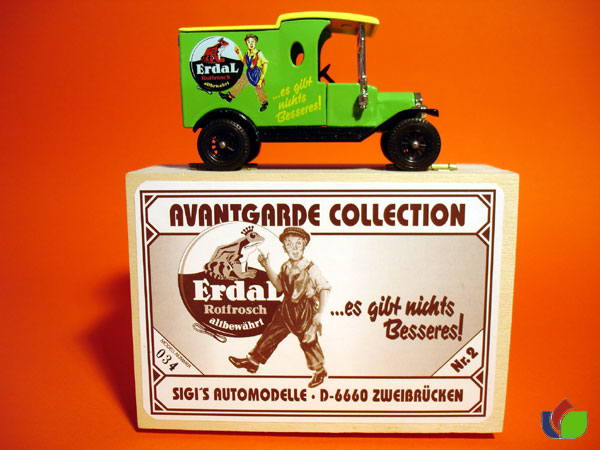 Erdal
Rotfrosch
altbewährt
...es gibt
nichts
Besseres!
AVANTGARDE COLLECTION
Erdal
Rotfrosch
altbewährt
...es gibt nichts
Besseres!
MODELLNUMMER
034
Nr. 2
SIGI'S AUTOMODELLE · D-6660 ZWEIBRÜCKEN